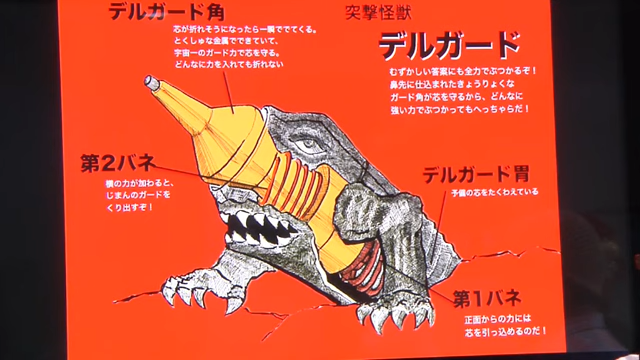 デルガード角
芯が折れそうになったら一瞬ででてくる。
とくしゅな金属でできていて、
宇宙一のガード力で芯を守る。
どんなに力を入れても折れない
突撃怪獣
デルガード
むずかしい答案にも全力でぶつかるぞ！
鼻先に仕込まれたきょうりょくな
ガード角が芯を守るから、どんなに
強い力でぶつかってもへっちゃらだ！
第2バネ
横の力が加わると、
じまんのガードを
くり出すぞ！
デルガード胃
予備の芯をたくわえている
第1バネ
正面からの力には
芯を引っ込めるのだ！